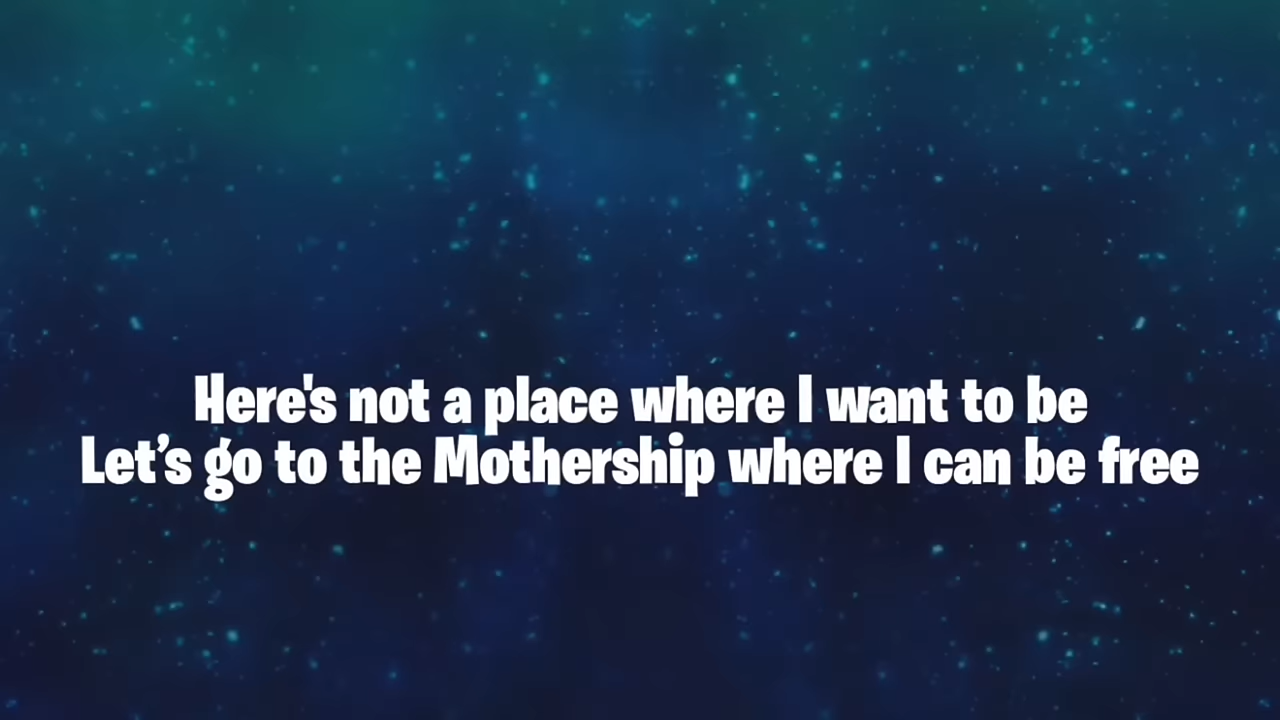 Here's not a place where I want to be
Let’s go to the Mothership where I can be free